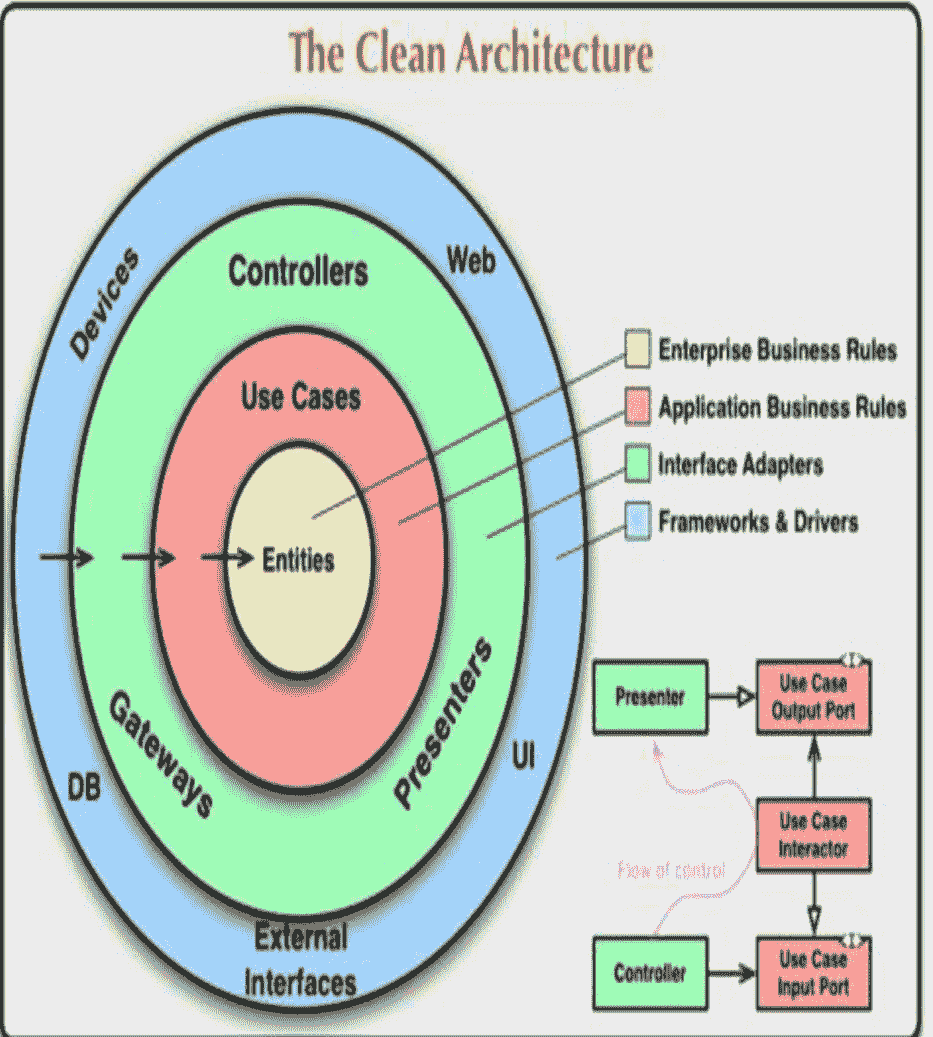 The Clean Architecture
Devices
Web
Controllers
Use Cases
Entities
Gateways
Presenters
DB
UI
External
Interfaces
Enterprise Business Rules
Application Business Rules
Interface Adapters
Frameworks & Drivers
Presenter
Use Case
Output Port
Use Case
Interactor
Flow of control
Controller
Use Case
Input Port